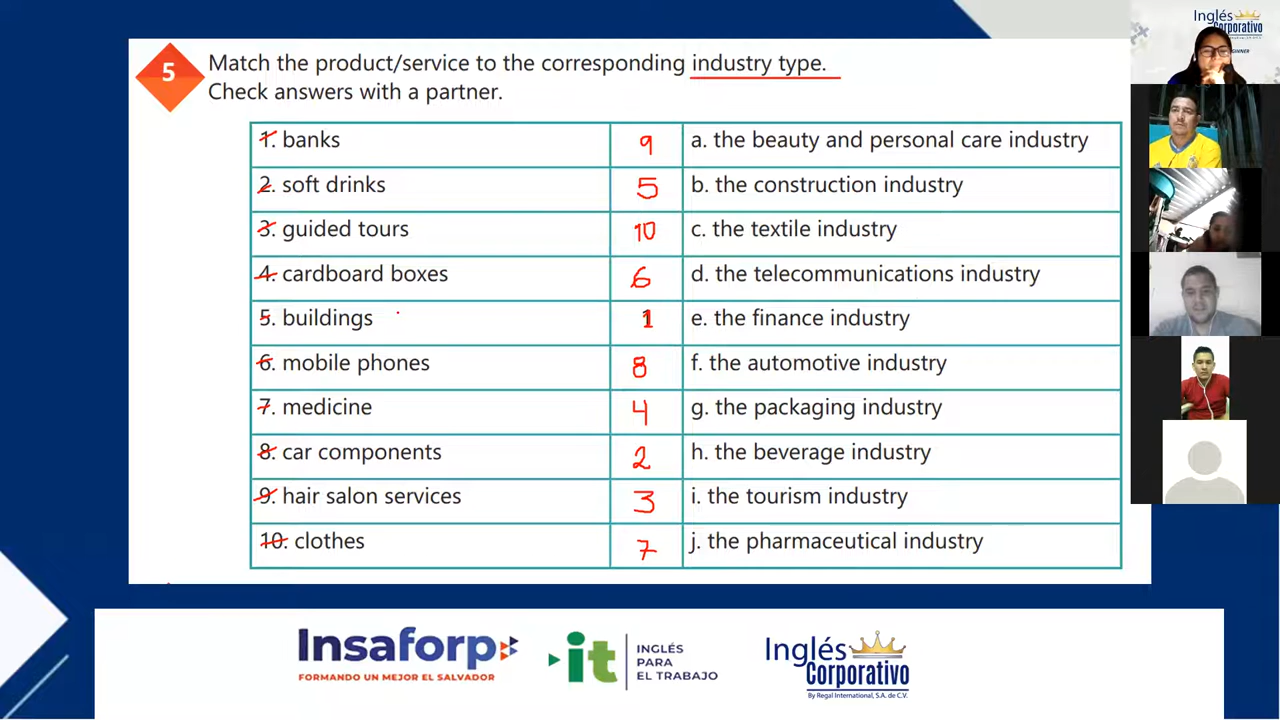 Inglés
Corporativo
5
Match the product/service to the corresponding industry type.
Check answers with a partner.
1. banks 9 a. the beauty and personal care industry
2. soft drinks 5 b. the construction industry
3. guided tours 10 c. the textile industry
4. cardboard boxes 6 d. the telecommunications industry
5. buildings 1 e. the finance industry
6. mobile phones 8 f. the automotive industry
7. medicine 4 g. the packaging industry
8. car components 2 h. the beverage industry
9. hair salon services 3 i. the tourism industry
10. clothes 7 j. the pharmaceutical industry
Insaforp
FORMANDO UN MEJOR EL SALVADOR
it
INGLÉS
PARA
EL TRABAJO
Inglés
Corporativo
By Regal International, S.A. de C.V.